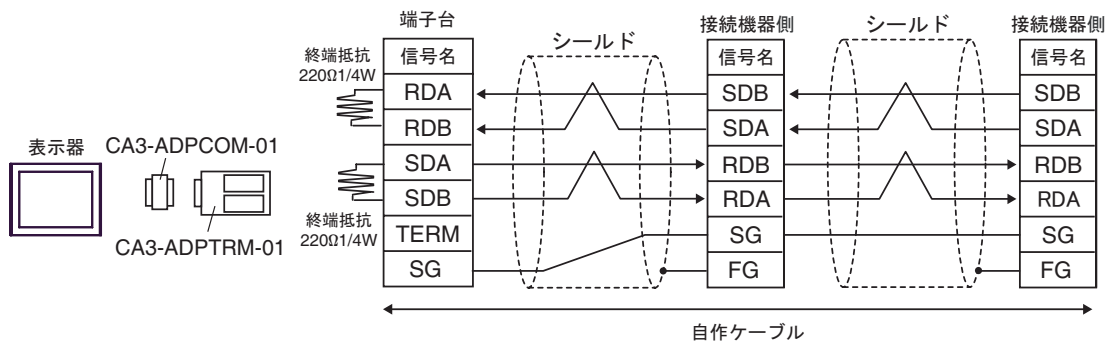 表示器
CA3-ADPCOM-01
CA3-ADPTRM-01
終端抵抗
220Ω1/4W
終端抵抗
220Ω1/4W
端子台
信号名
RDA
RDB
SDA
SDB
TERM
SG
シールド
接続機器側
信号名
SDB
SDA
RDB
RDA
SG
FG
シールド
接続機器側
信号名
SDB
SDA
RDB
RDA
SG
FG
自作ケーブル